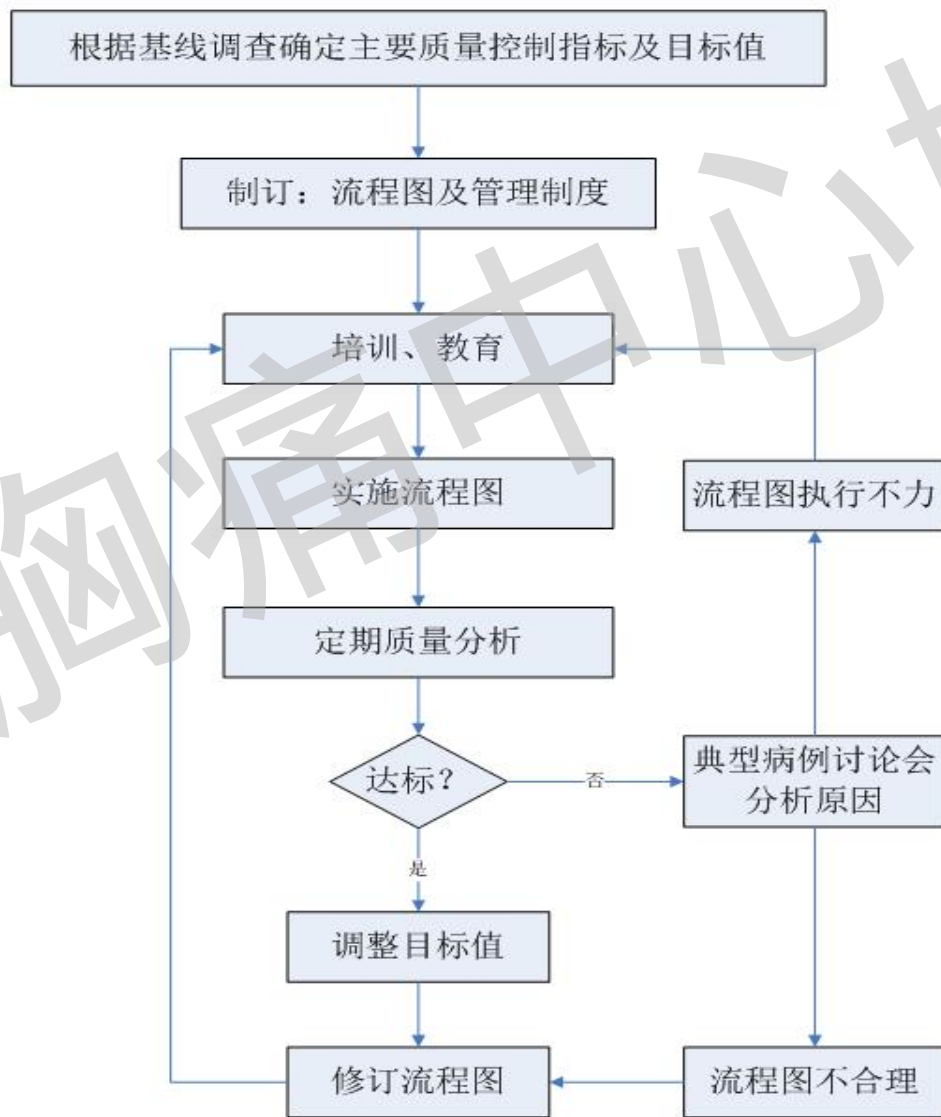 根据基线调查确定主要质量控制指标及目标值
制订：流程图及管理制度
培训、教育
实施流程图
流程图执行不力
定期质量分析
达标？
否
典型病例讨论会
分析原因
是
调整目标值
修订流程图
流程图不合理
胸痛中心